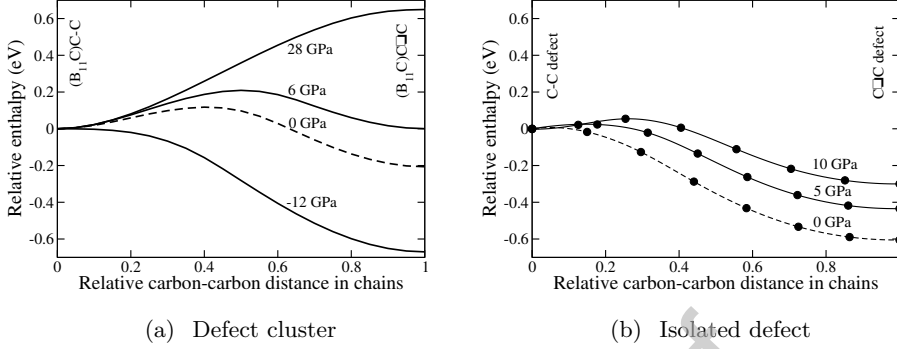 0.6
0.4
0.2
0
-0.2
-0.4
-0.6
Relative enthalpy (eV)
(B11C)C-C
(B11C)C☐C
28 GPa
6 GPa
0 GPa
-12 GPa
0 0.2 0.4 0.6 0.8 1
Relative carbon-carbon distance in chains
(a) Defect cluster
0.6
0.4
0.2
0
-0.2
-0.4
-0.6
Relative enthalpy (eV)
C-C defect
C☐C defect
10 GPa
5 GPa
0 GPa
0 0.2 0.4 0.6 0.8
Relative carbon-carbon distance in chains
(b) Isolated defect